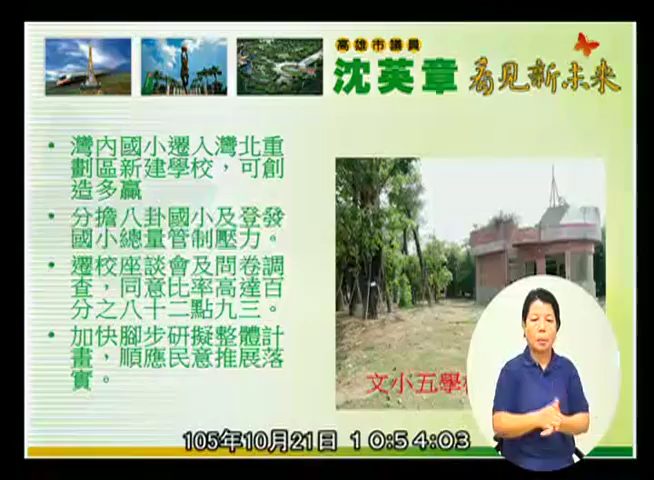 高雄市議員
沈英章 看見新未來
• 灣內國小遷入灣北重
劃區新建學校，可創
造多贏
• 分擔八卦國小及登發
國小總量管制壓力。
• 遷校座談會及問卷調
查，同意比率高達百
分之八十二點九三。
• 加快腳步研擬整體計
畫，順應民意推展落
實。
文小五學
105年10月21日 10:54:03